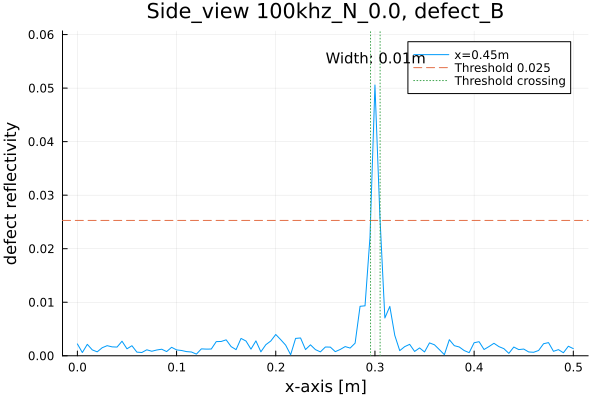 Side_view 100khz_N_0.0, defect_B
0.06
Width: 0.01m
x=0.45m
Threshold 0.025
Threshold crossing
0.05
0.04
0.03
0.02
0.01
0.00
defect reflectivity
0.0 0.1 0.2 0.3 0.4 0.5
x-axis [m]